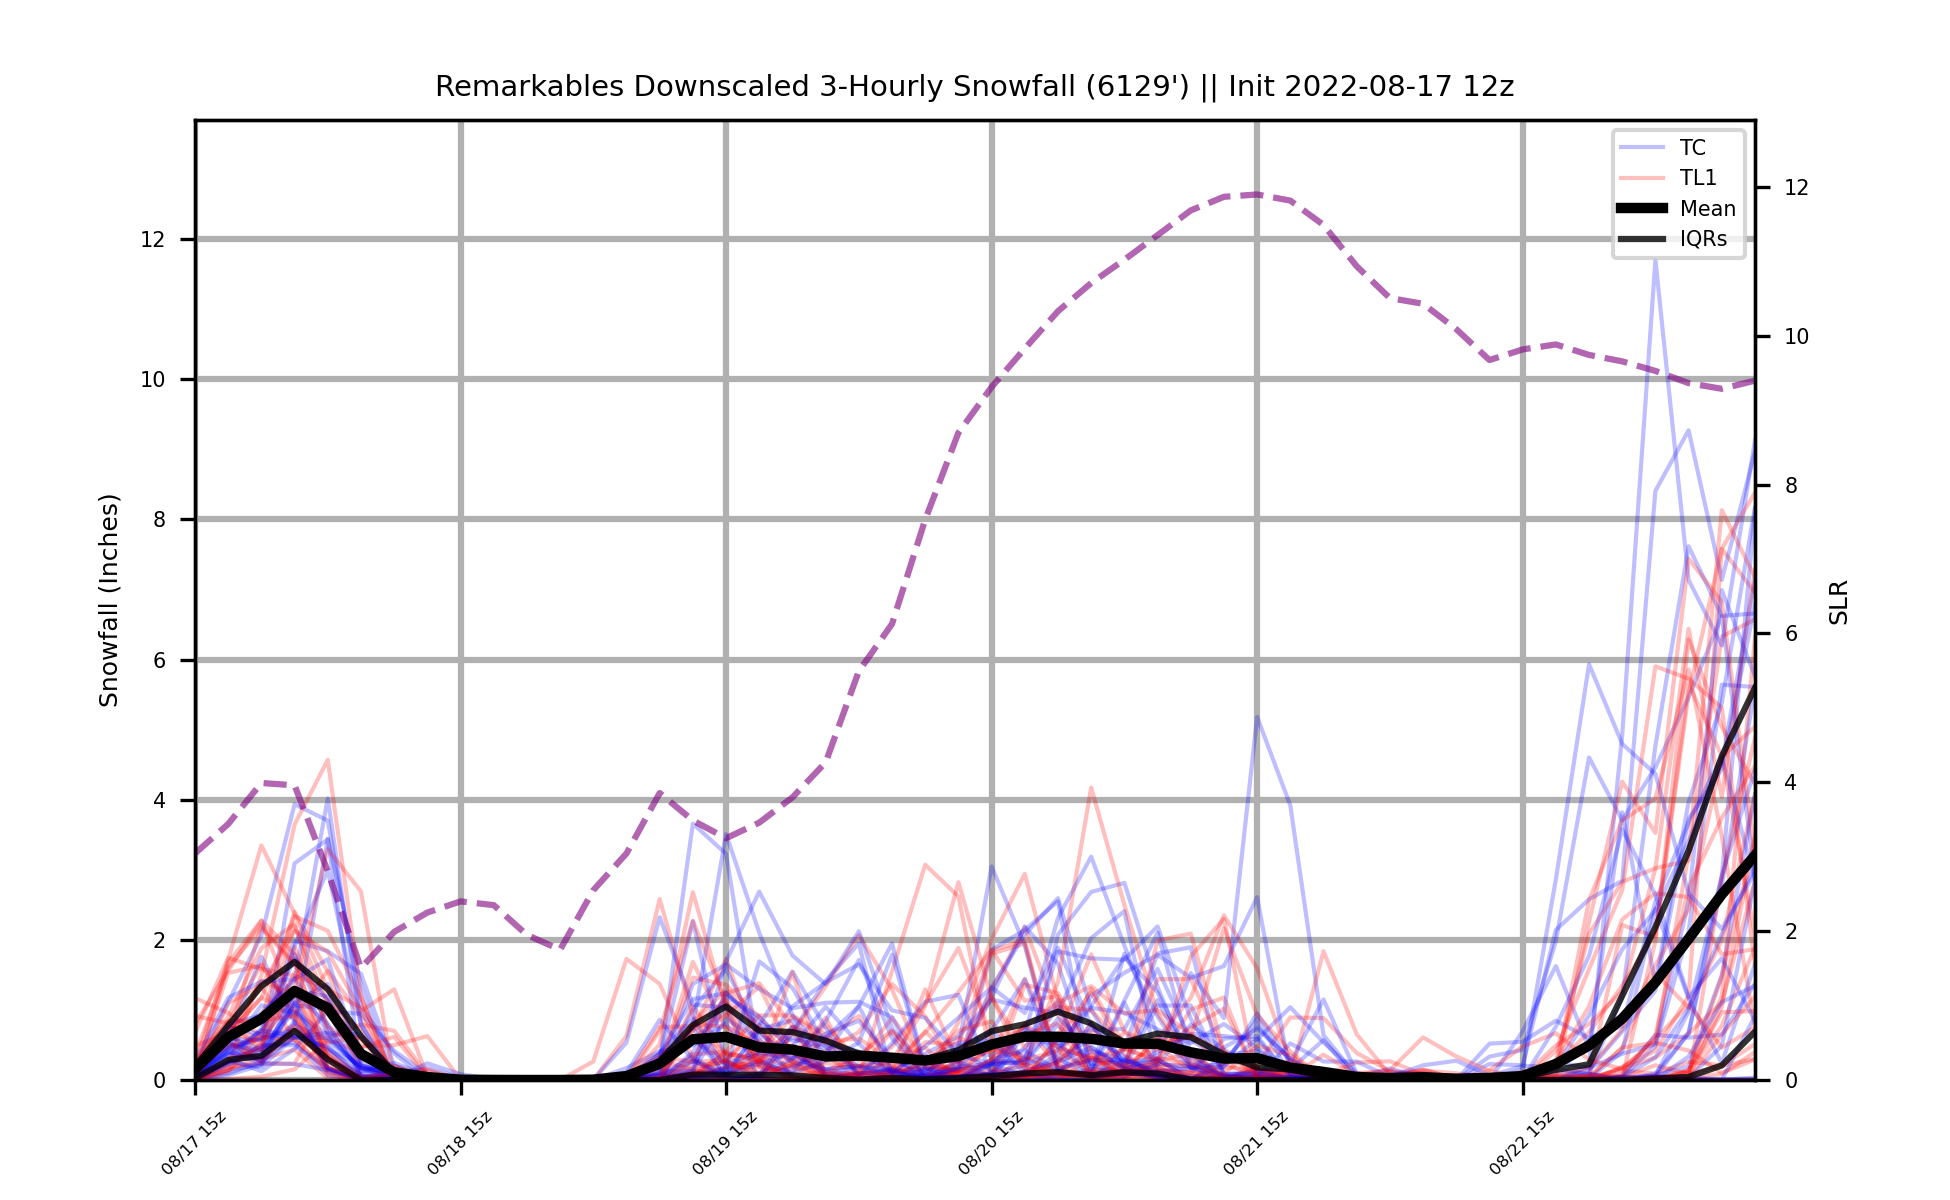 Remarkables Downscaled 3-Hourly Snowfall (6129') || Init 2022-08-17 12z
TC
TL1
Mean
IQRs
12
10
8
6
4
2
0
Snowfall (Inches)
12
10
8
6
4
2
0
SLR
08/17 15z
08/18 15z
08/19 15z
08/20 15z
08/21 15z
08/22 15z